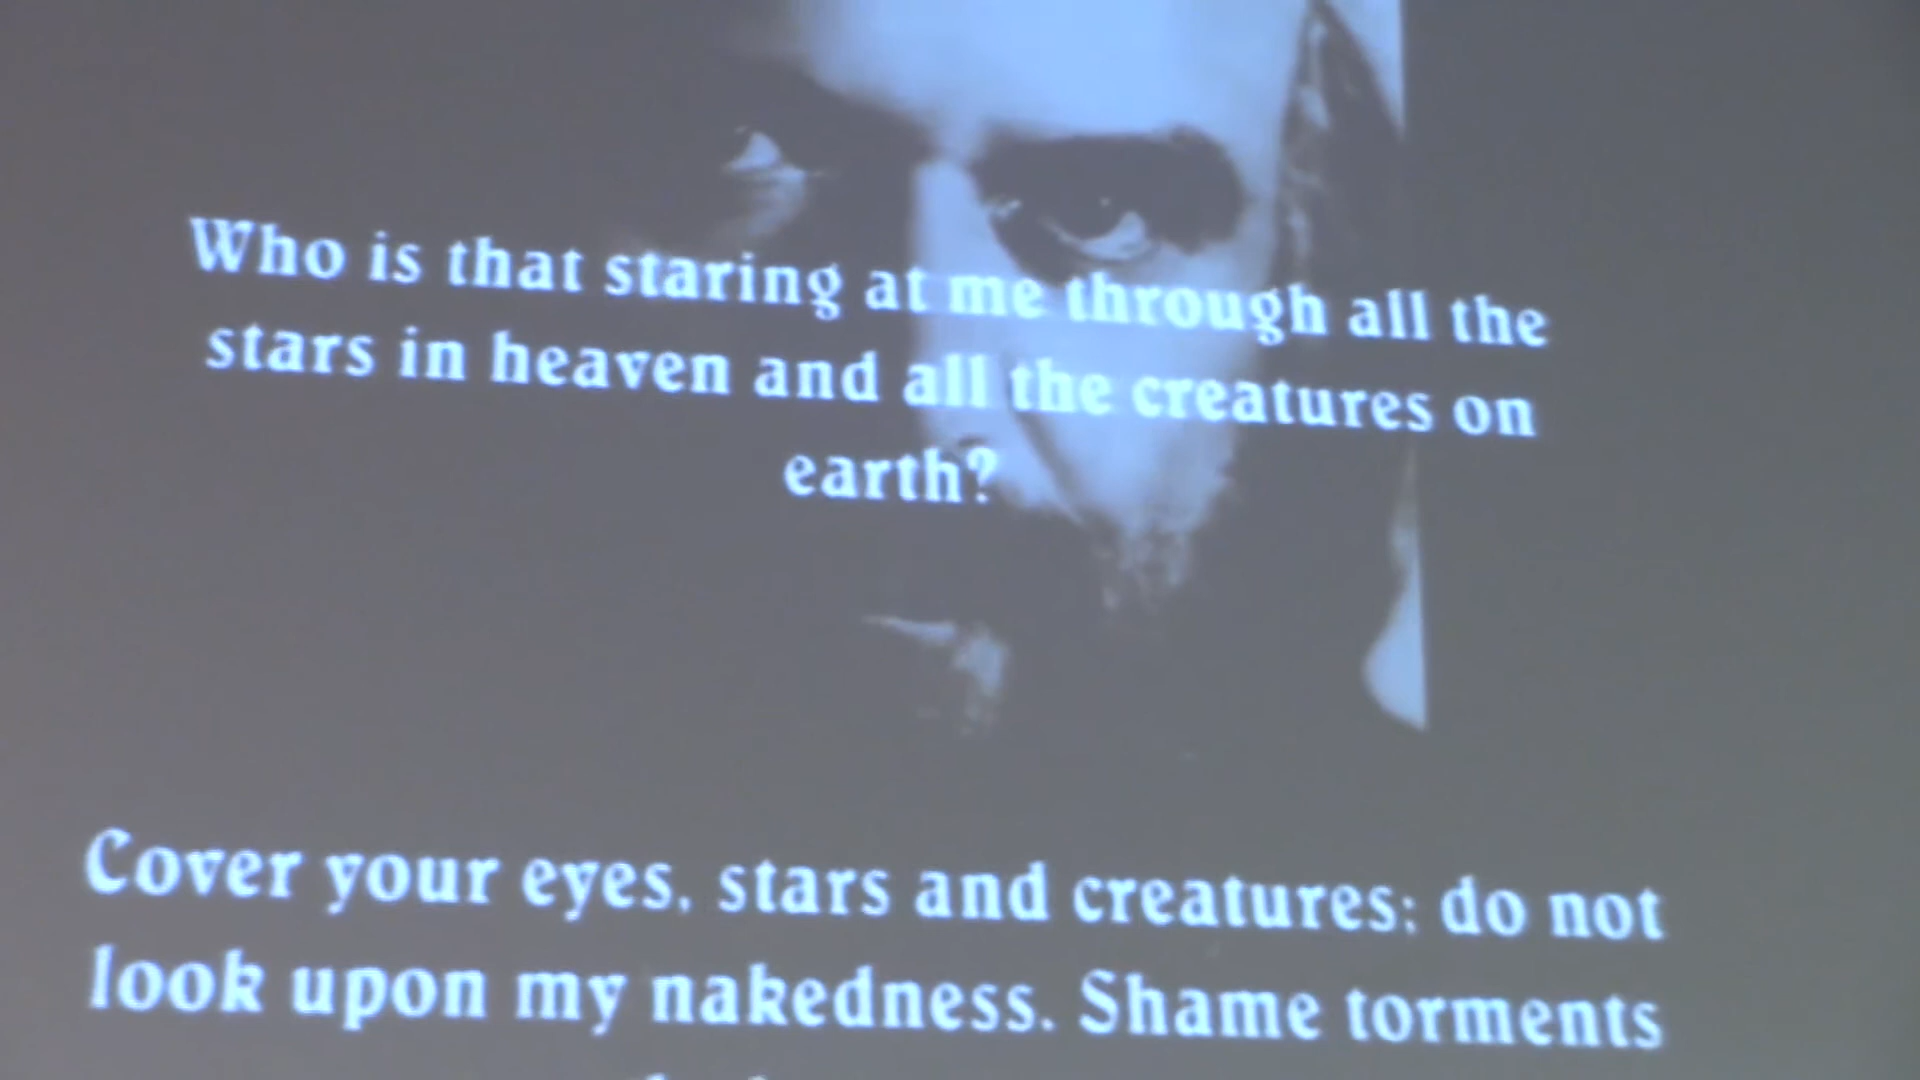 Who is that staring at me through all the
stars in heaven and all the creatures on
earth?
Cover your eyes, stars and creatures; do not
look upon my nakedness. Shame torments